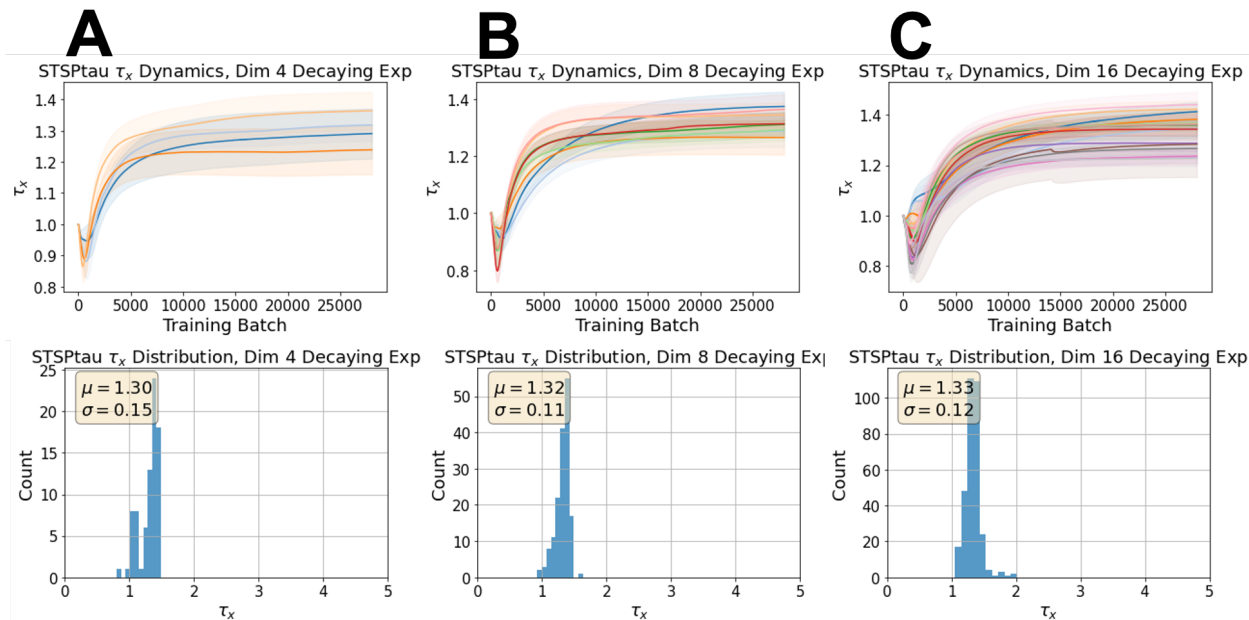 A
B
C
STSPtau τx Dynamics, Dim 4 Decaying Exp
STSPtau τx Dynamics, Dim 8 Decaying Exp
STSPtau τx Dynamics, Dim 16 Decaying Exp
τx
1.4
1.3
1.2
1.1
1.0
0.9
0.8
0
5000
10000
15000
20000
25000
Training Batch
τx
1.4
1.2
1.0
0.8
0
5000
10000
15000
20000
25000
Training Batch
τx
1.4
1.2
1.0
0.8
0
5000
10000
15000
20000
25000
Training Batch
STSPtau τx Distribution, Dim 4 Decaying Exp
μ = 1.30
σ = 0.15
Count
25
20
15
10
5
0
0
1
2
3
4
5
τx
STSPtau τx Distribution, Dim 8 Decaying Exp
μ = 1.32
σ = 0.11
Count
50
40
30
20
10
0
0
1
2
3
4
5
τx
STSPtau τx Distribution, Dim 16 Decaying Exp
μ = 1.33
σ = 0.12
Count
100
80
60
40
20
0
0
1
2
3
4
5
τx